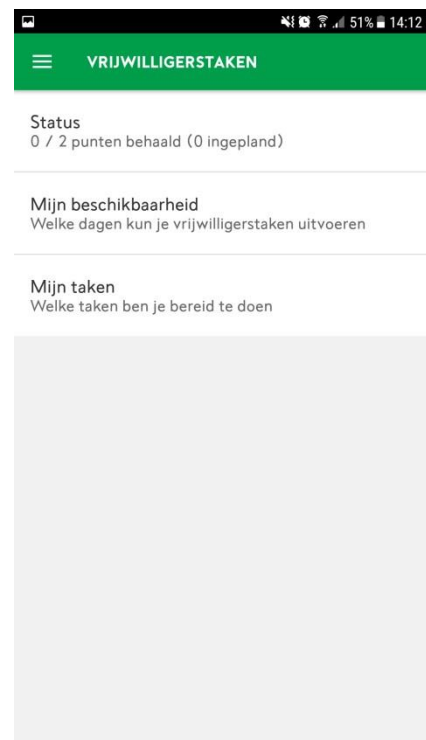 51% 14:12
VRIJWILLIGERSTAKEN
Status
0 / 2 punten behaald (0 ingepland)
Mijn beschikbaarheid
Welke dagen kun je vrijwilligerstaken uitvoeren
Mijn taken
Welke taken ben je bereid te doen